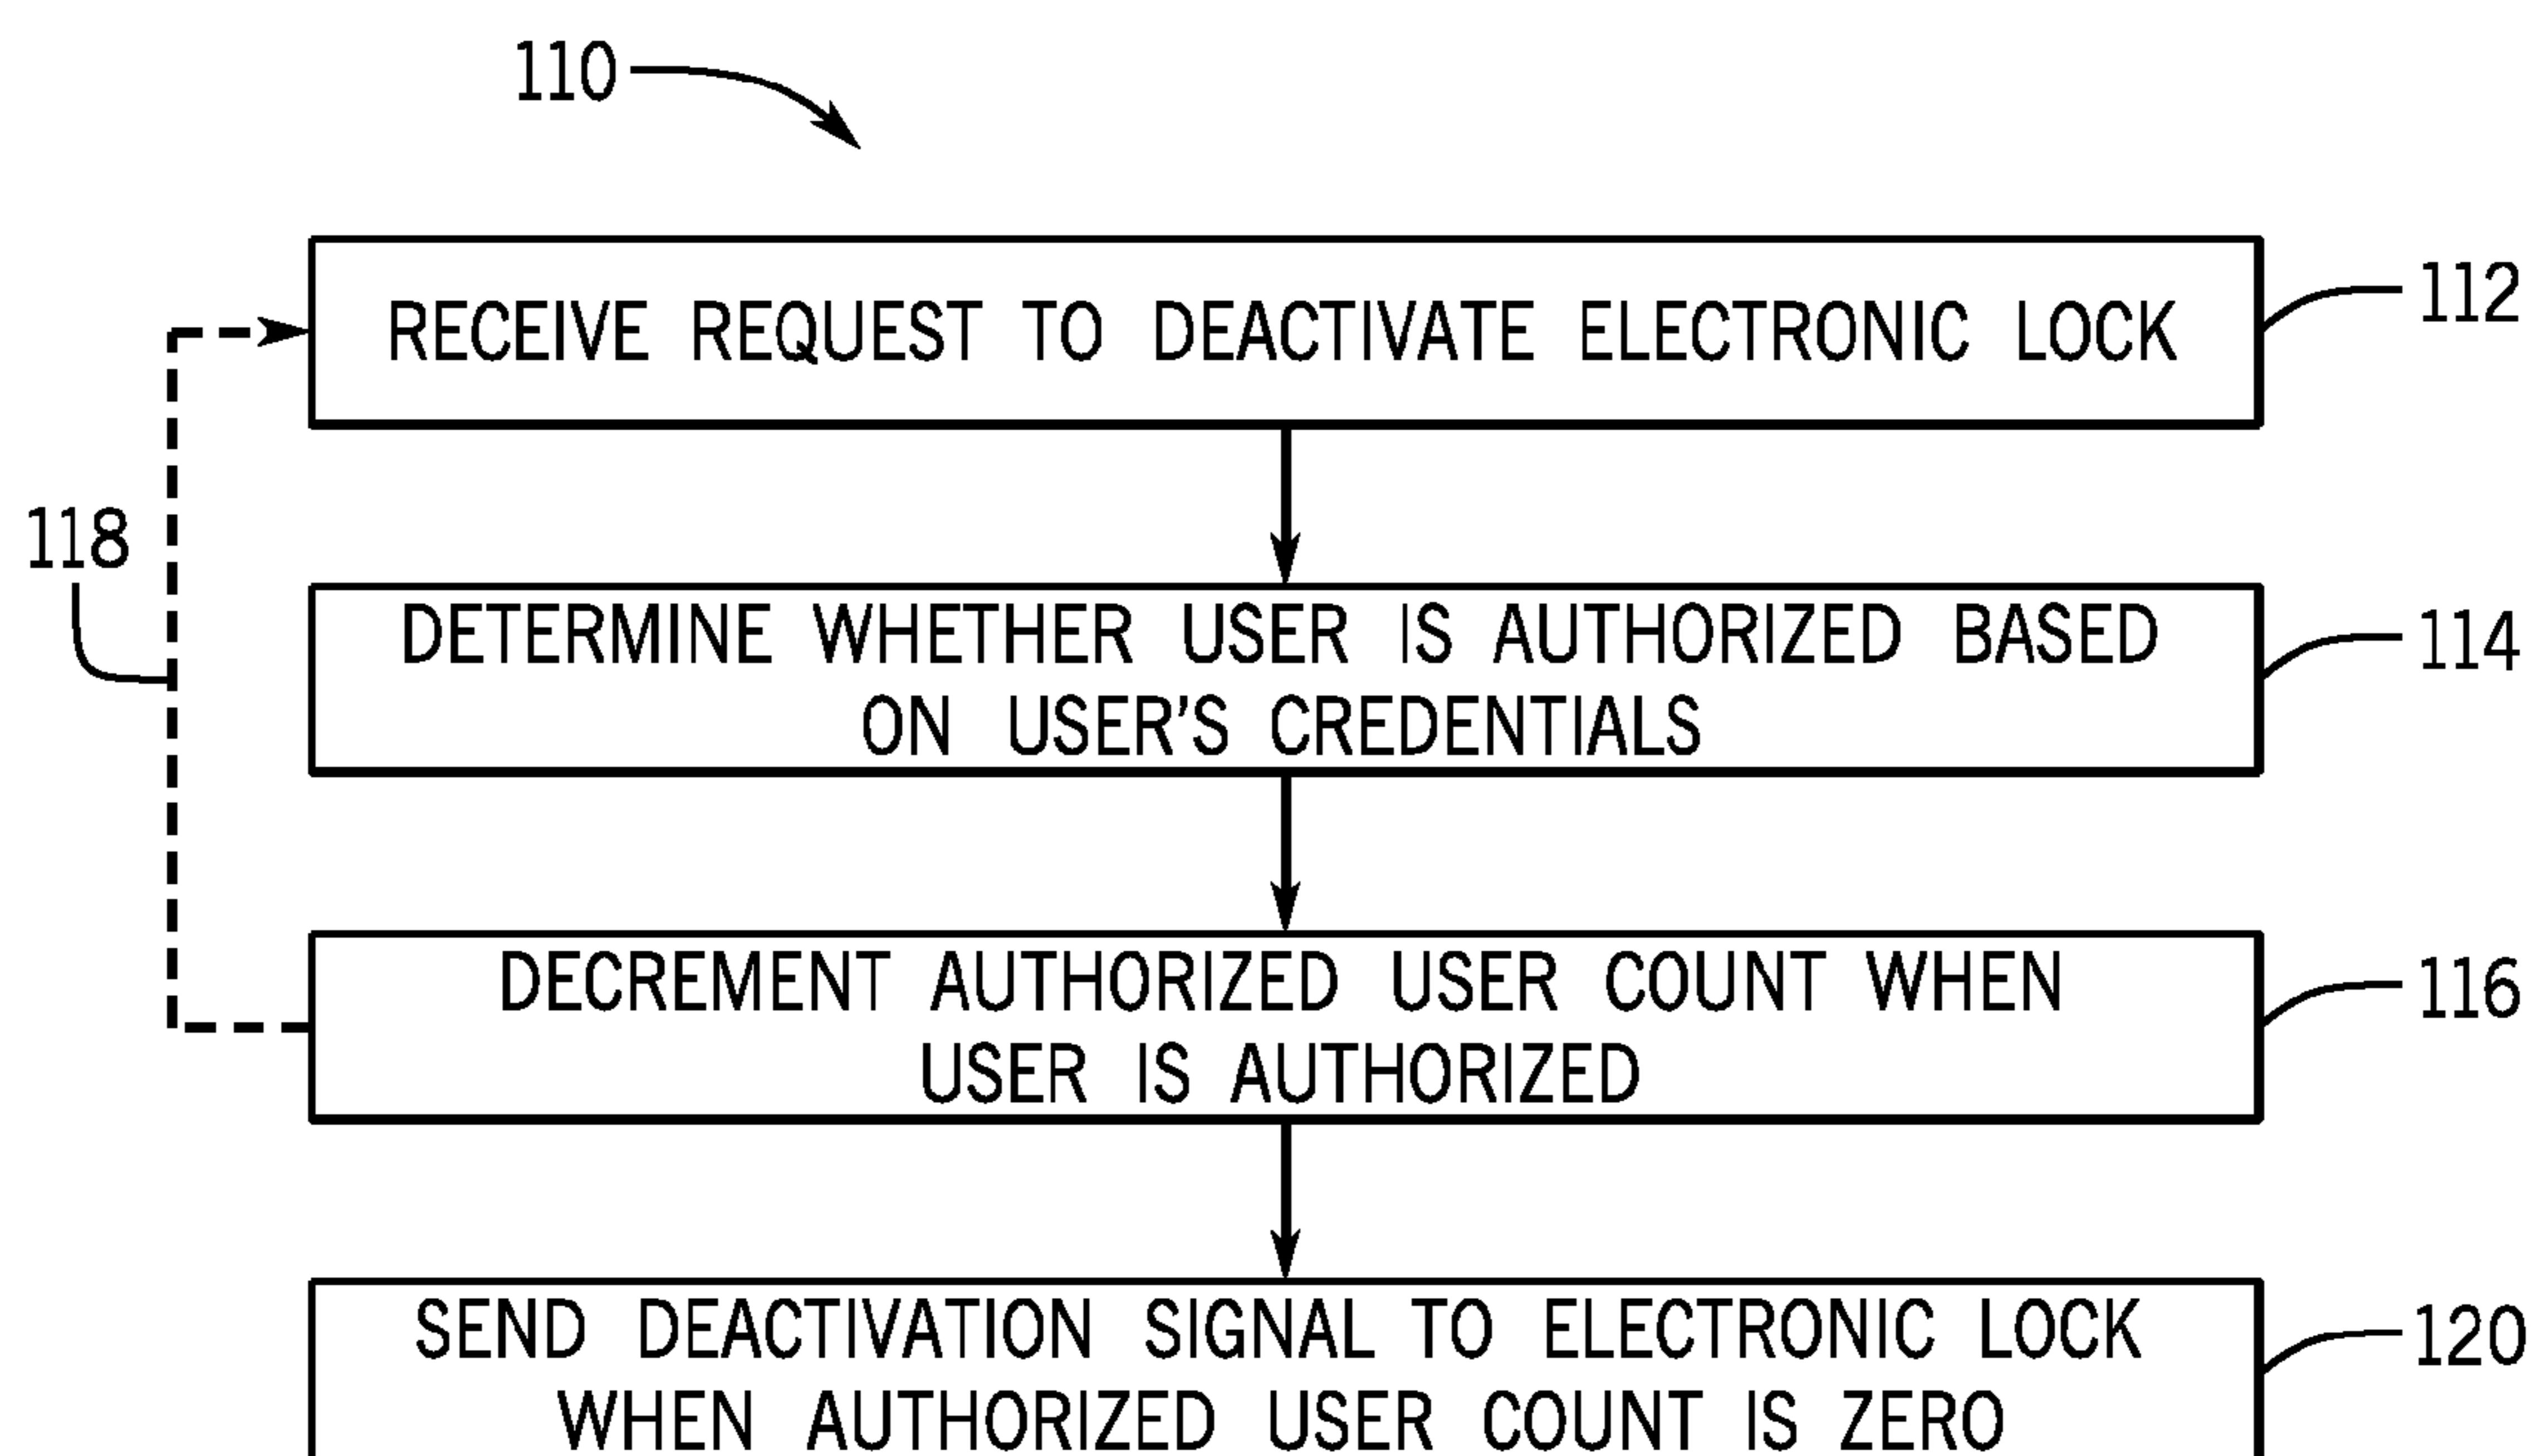 110
RECEIVE REQUEST TO DEACTIVATE ELECTRONIC LOCK
112
118
DETERMINE WHETHER USER IS AUTHORIZED BASED
ON USER'S CREDENTIALS
114
DECREMENT AUTHORIZED USER COUNT WHEN
USER IS AUTHORIZED
116
SEND DEACTIVATION SIGNAL TO ELECTRONIC LOCK
WHEN AUTHORIZED USER COUNT IS ZERO
120